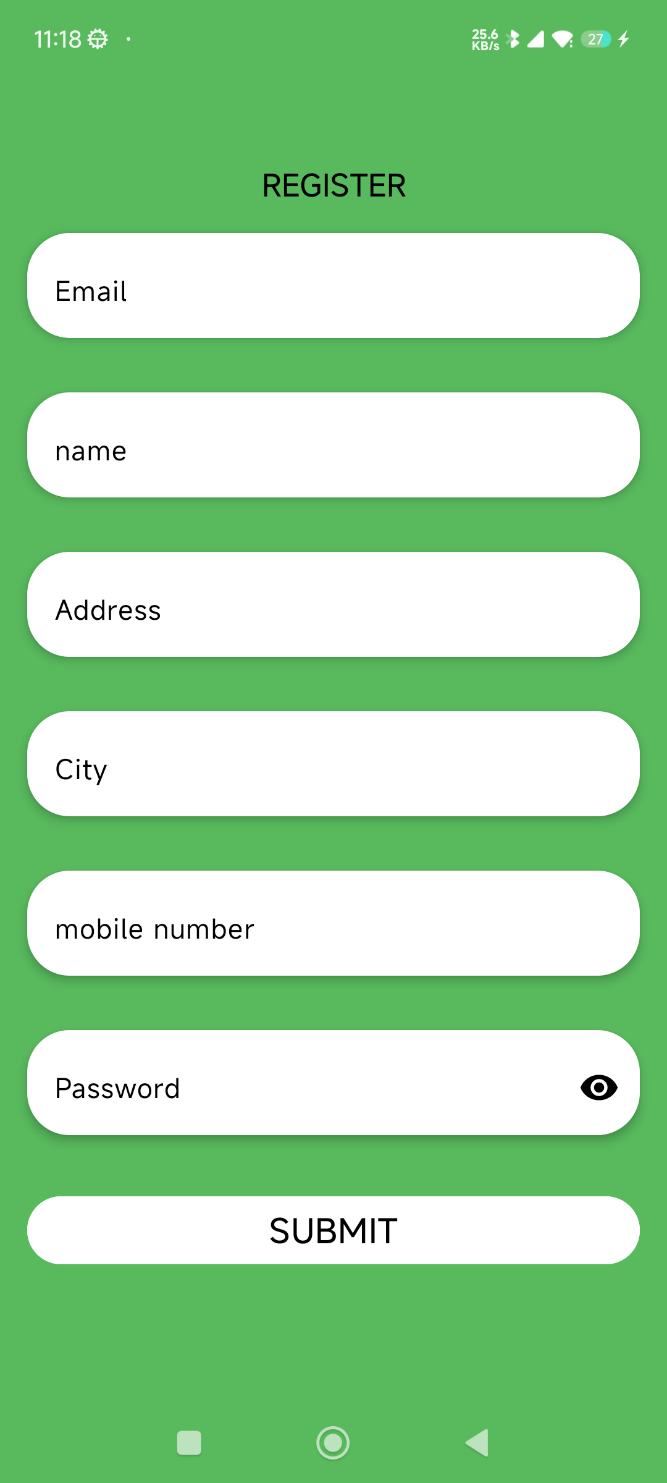 11:18
25.6
KB/s
27
REGISTER
Email
name
Address
City
mobile number
Password
SUBMIT